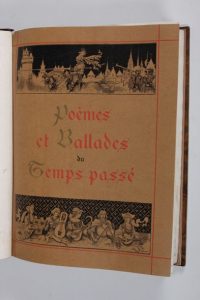 Poèmes
et Ballades
du
Temps passé